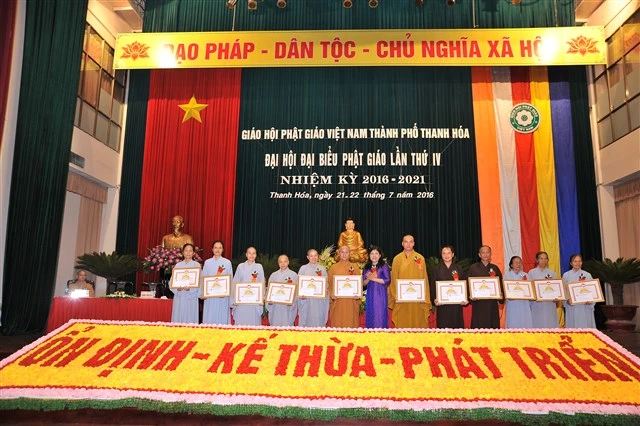 ĐẠO PHÁP - DÂN TỘC - CHỦ NGHĨA XÃ HỘI
GIÁO HỘI PHẬT GIÁO VIỆT NAM THÀNH PHỐ THANH HÓA
ĐẠI HỘI ĐẠI BIỂU PHẬT GIÁO LẦN THỨ IV
NHIỆM KỲ 2016 - 2021
Thanh Hóa, ngày 21.22 tháng 7 năm 2016
ỔN ĐỊNH - KẾ THỪA - PHÁT TRIỂN